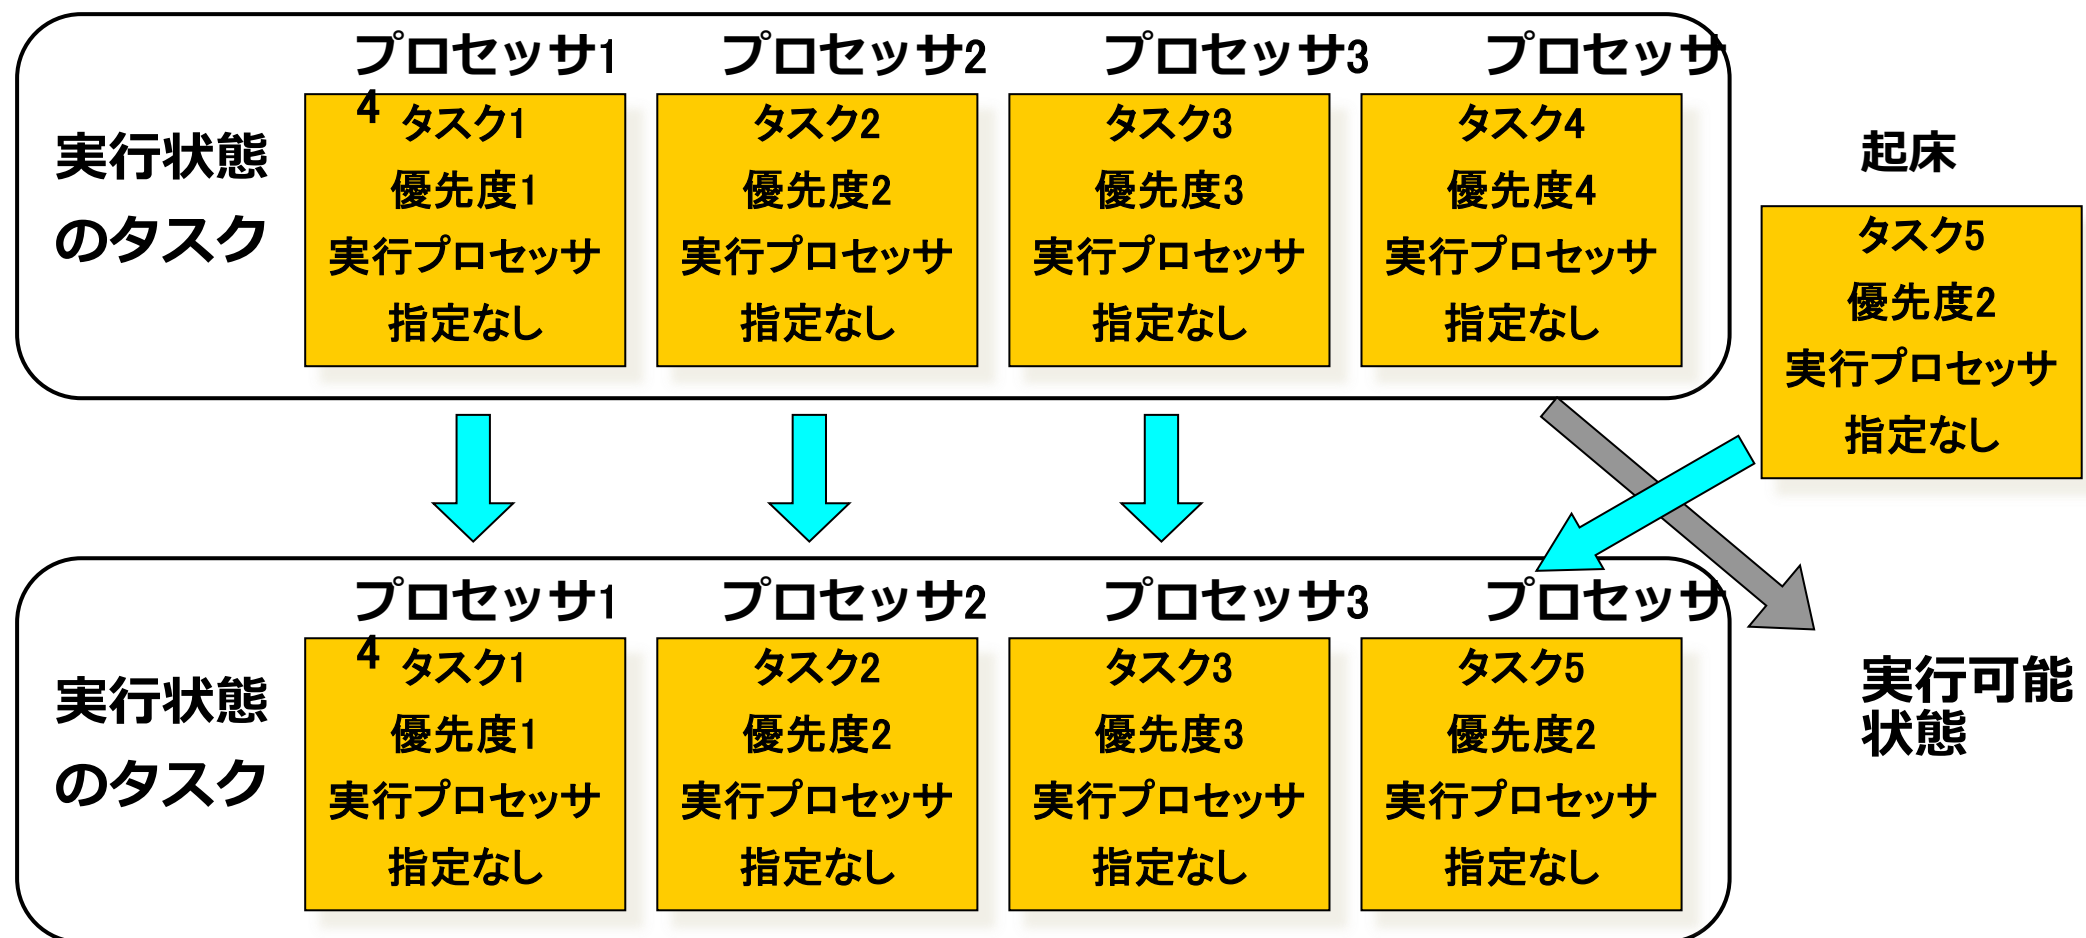 プロセッサ1 プロセッサ2 プロセッサ3 プロセッサ
4
実行状態
のタスク
タスク1
優先度1
実行プロセッサ
指定なし
タスク2
優先度2
実行プロセッサ
指定なし
タスク3
優先度3
実行プロセッサ
指定なし
タスク4
優先度4
実行プロセッサ
指定なし
起床
タスク5
優先度2
実行プロセッサ
指定なし
プロセッサ1 プロセッサ2 プロセッサ3 プロセッサ
4
実行状態
のタスク
タスク1
優先度1
実行プロセッサ
指定なし
タスク2
優先度2
実行プロセッサ
指定なし
タスク3
優先度3
実行プロセッサ
指定なし
タスク5
優先度2
実行プロセッサ
指定なし
実行可能
状態